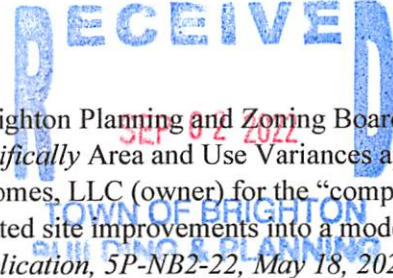 RECEIVED
ighton Planning and Zoning Boar
SEP 02 2022
ifically Area and Use Variances a
omes, LLC (owner) for the “comp
TOWN OF BRIGHTON
ted site improvements into a mod
BUILDING & PLANNING
lication, 5P-NB2-22, May 18, 202